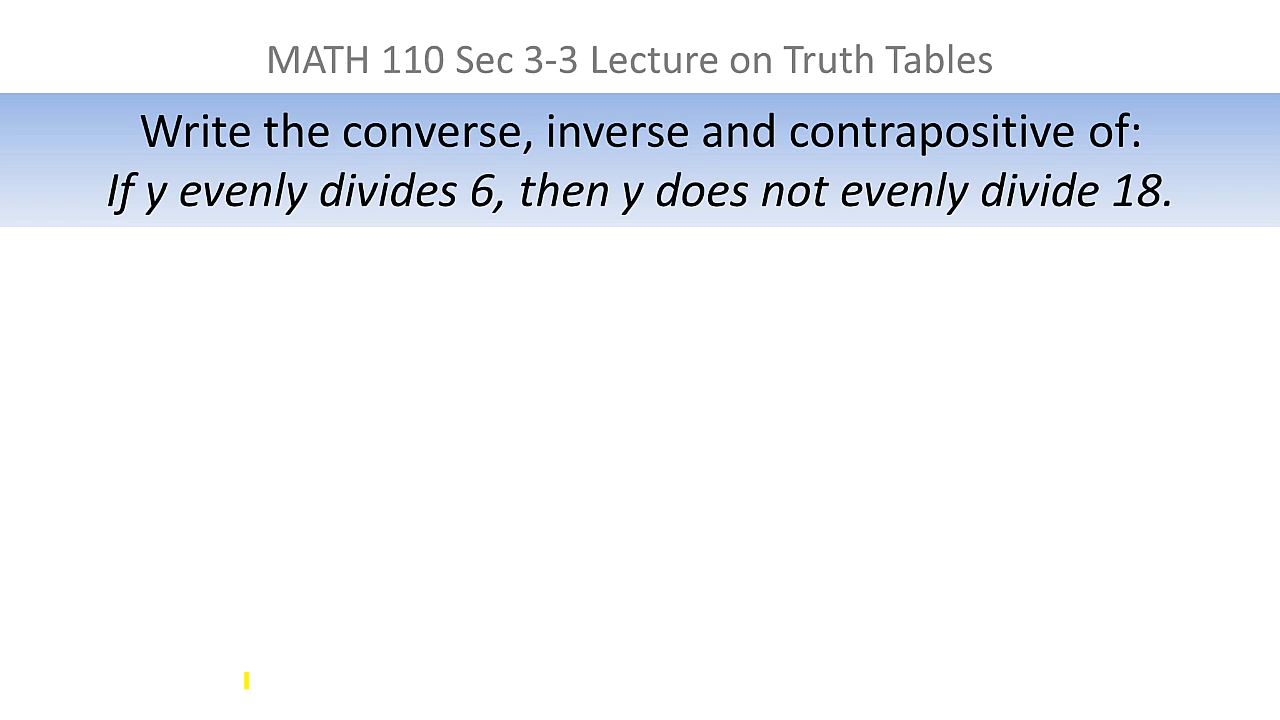 MATH 110 Sec 3-3 Lecture on Truth Tables
Write the converse, inverse and contrapositive of:
If y evenly divides 6, then y does not evenly divide 18.